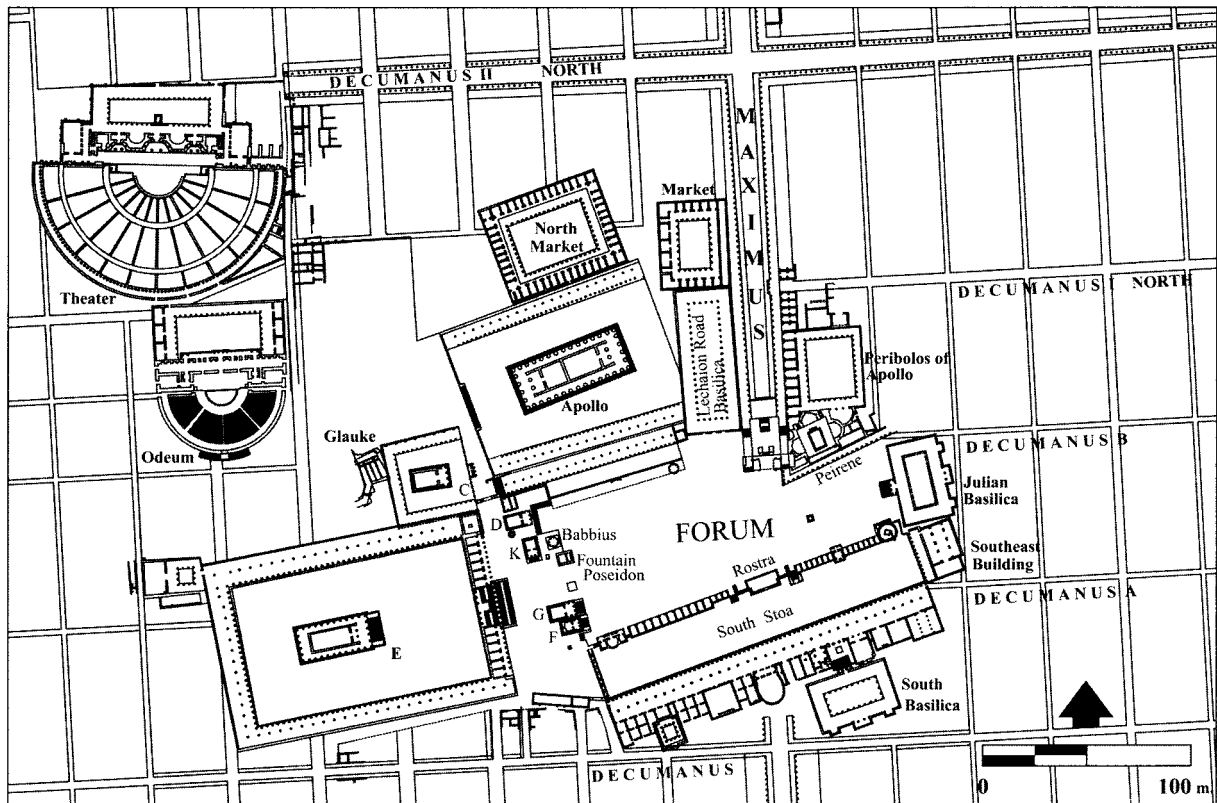 DECUMANUS II NORTH
MAXIMUS
Market
North
Market
Theater
DECUMANUS I NORTH
Lechaion Road
Basilica
Peribolos of
Apollo
Apollo
Glauke
Odeum
DECUMANUS B
Peirene
C
Julian
Basilica
D
Babbius
FORUM
K
Fountain
Poseidon
Southeast
Building
Rostra
DECUMANUS A
G
South Stoa
F
E
South
Basilica
DECUMANUS
0 100 m.